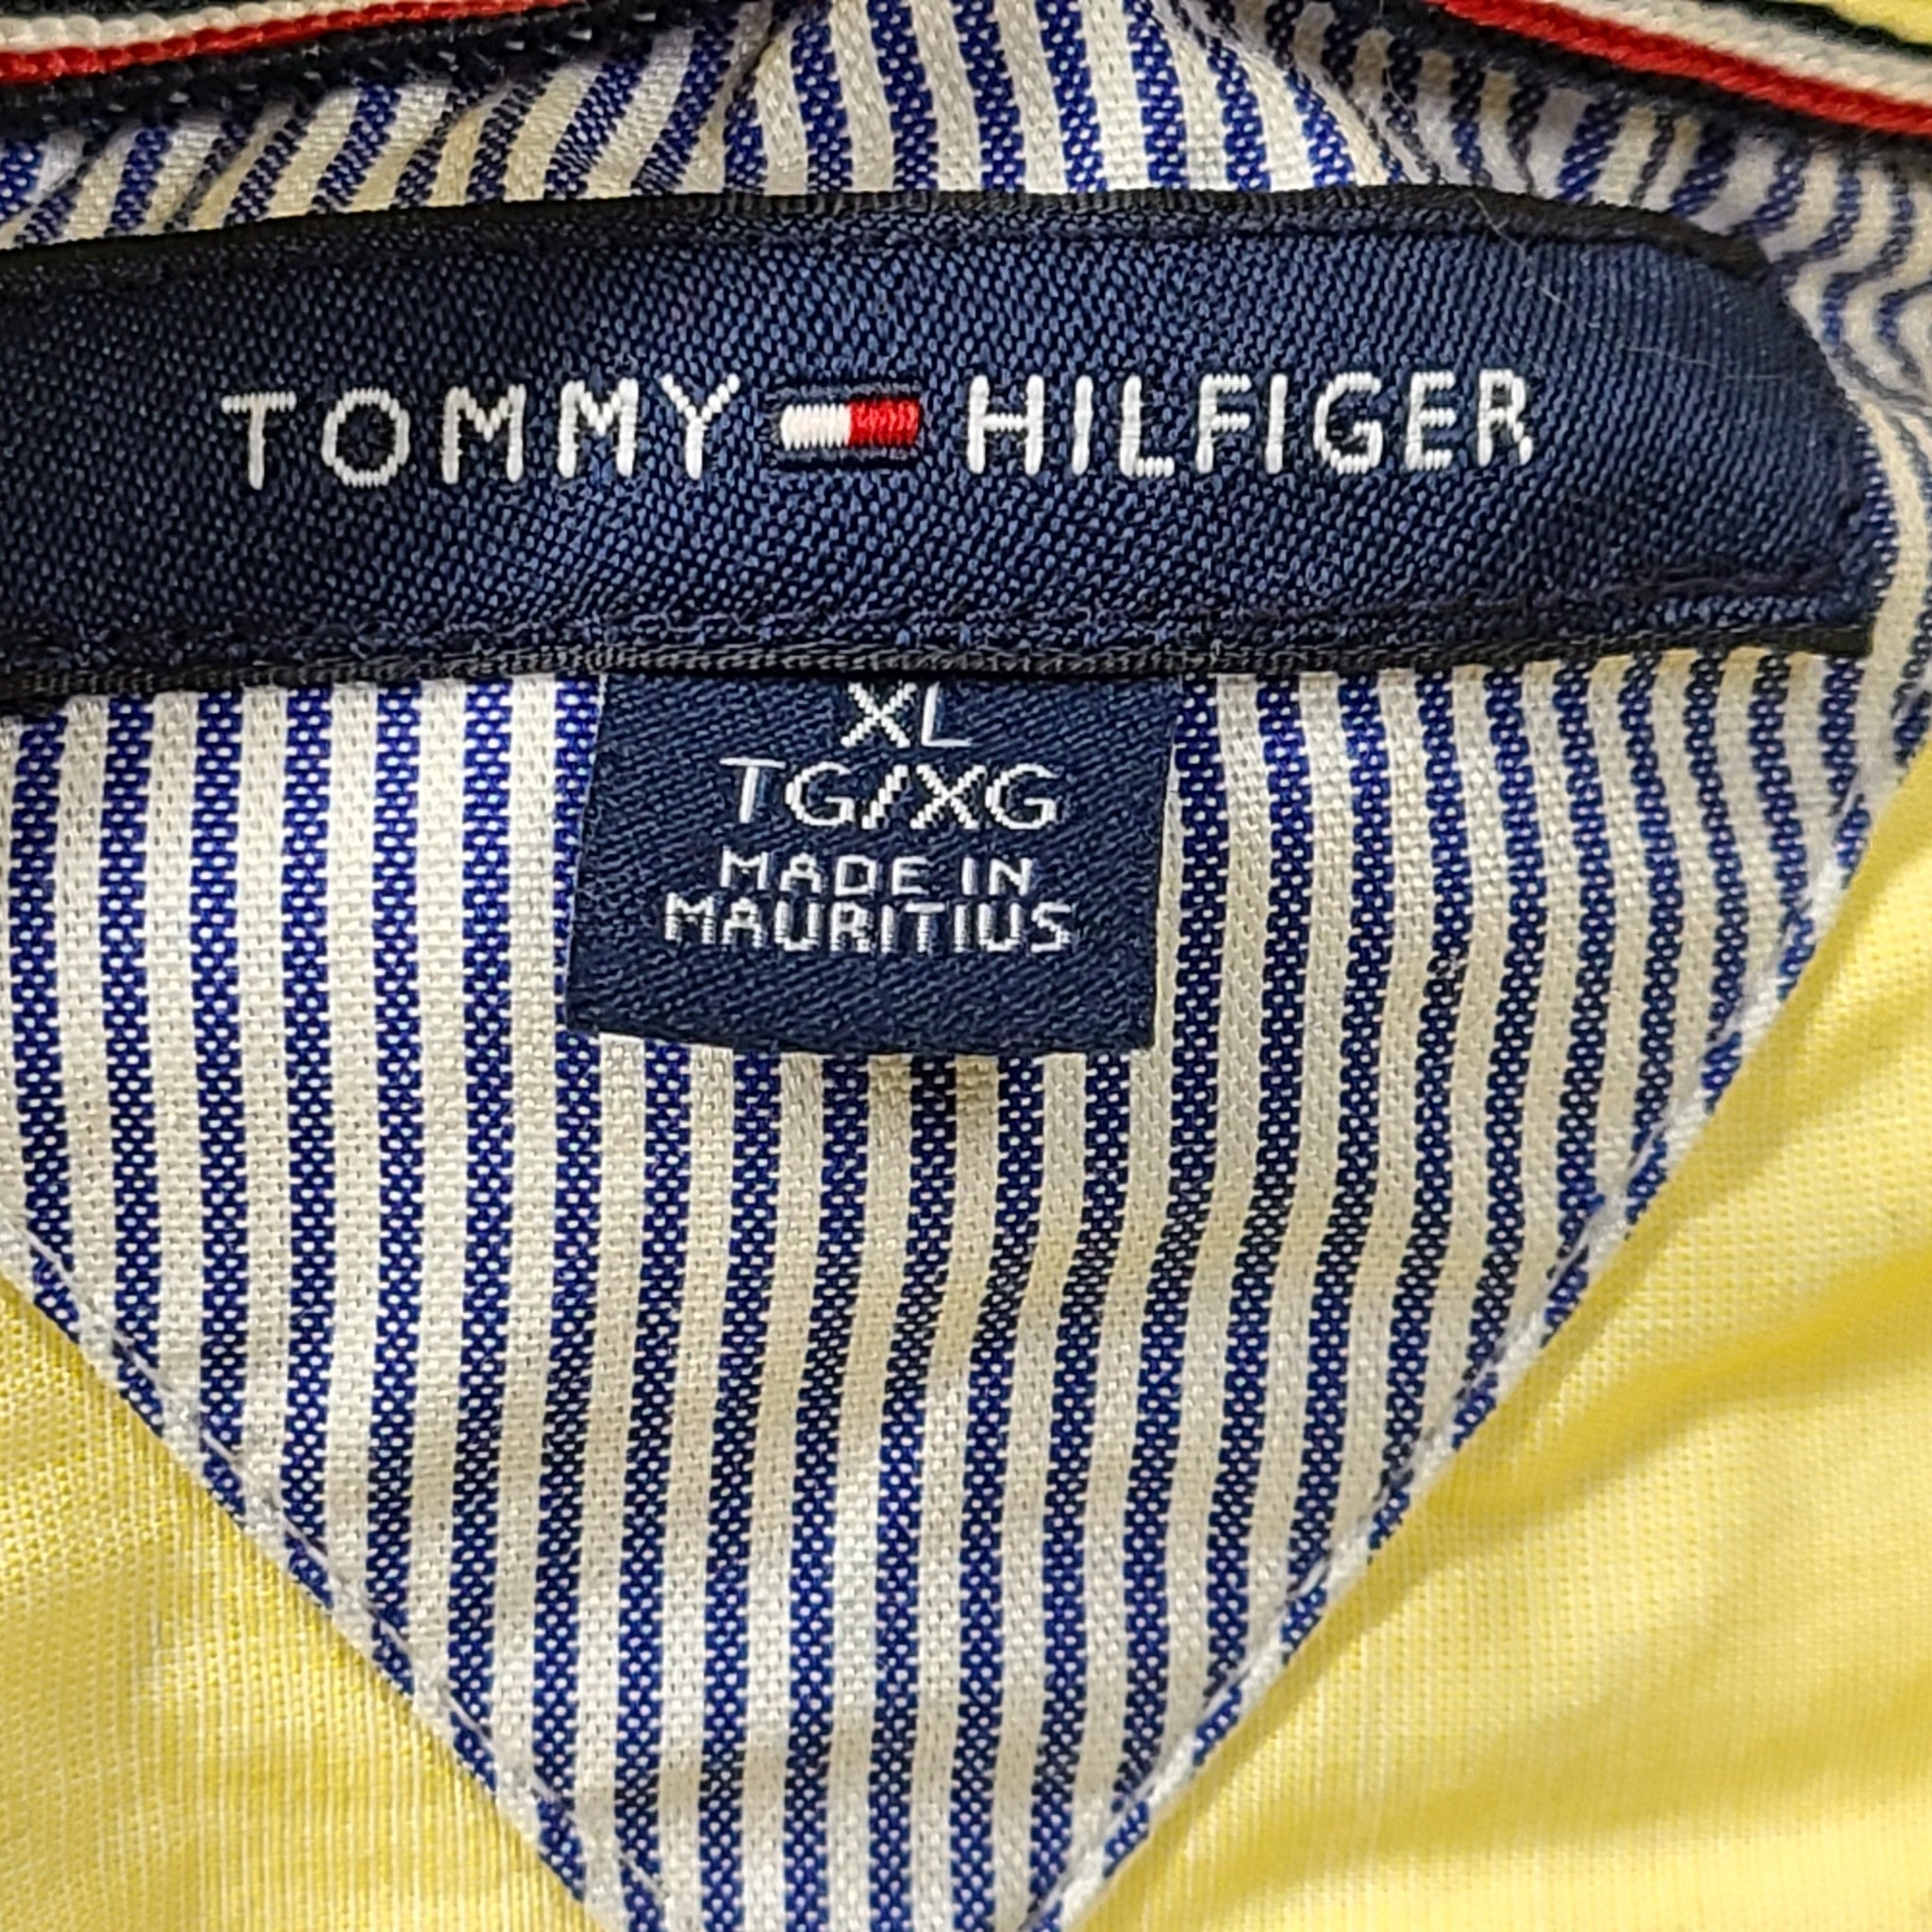 TOMMY HILFIGER
XL
TG/XG
MADE IN
MAURITIUS